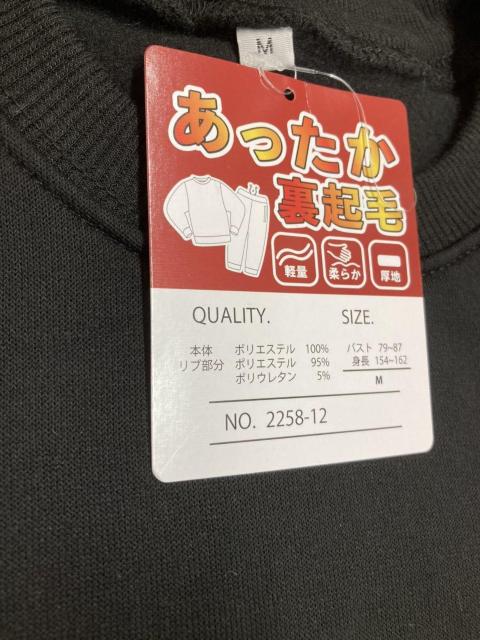 M
あったか
裏起毛
軽量 柔らか 厚地
QUALITY. SIZE.
本体 ポリエステル 100% バスト 79~87
リブ部分 ポリエステル 95% 身長 154~162
ポリウレタン 5% M
NO. 2258-12